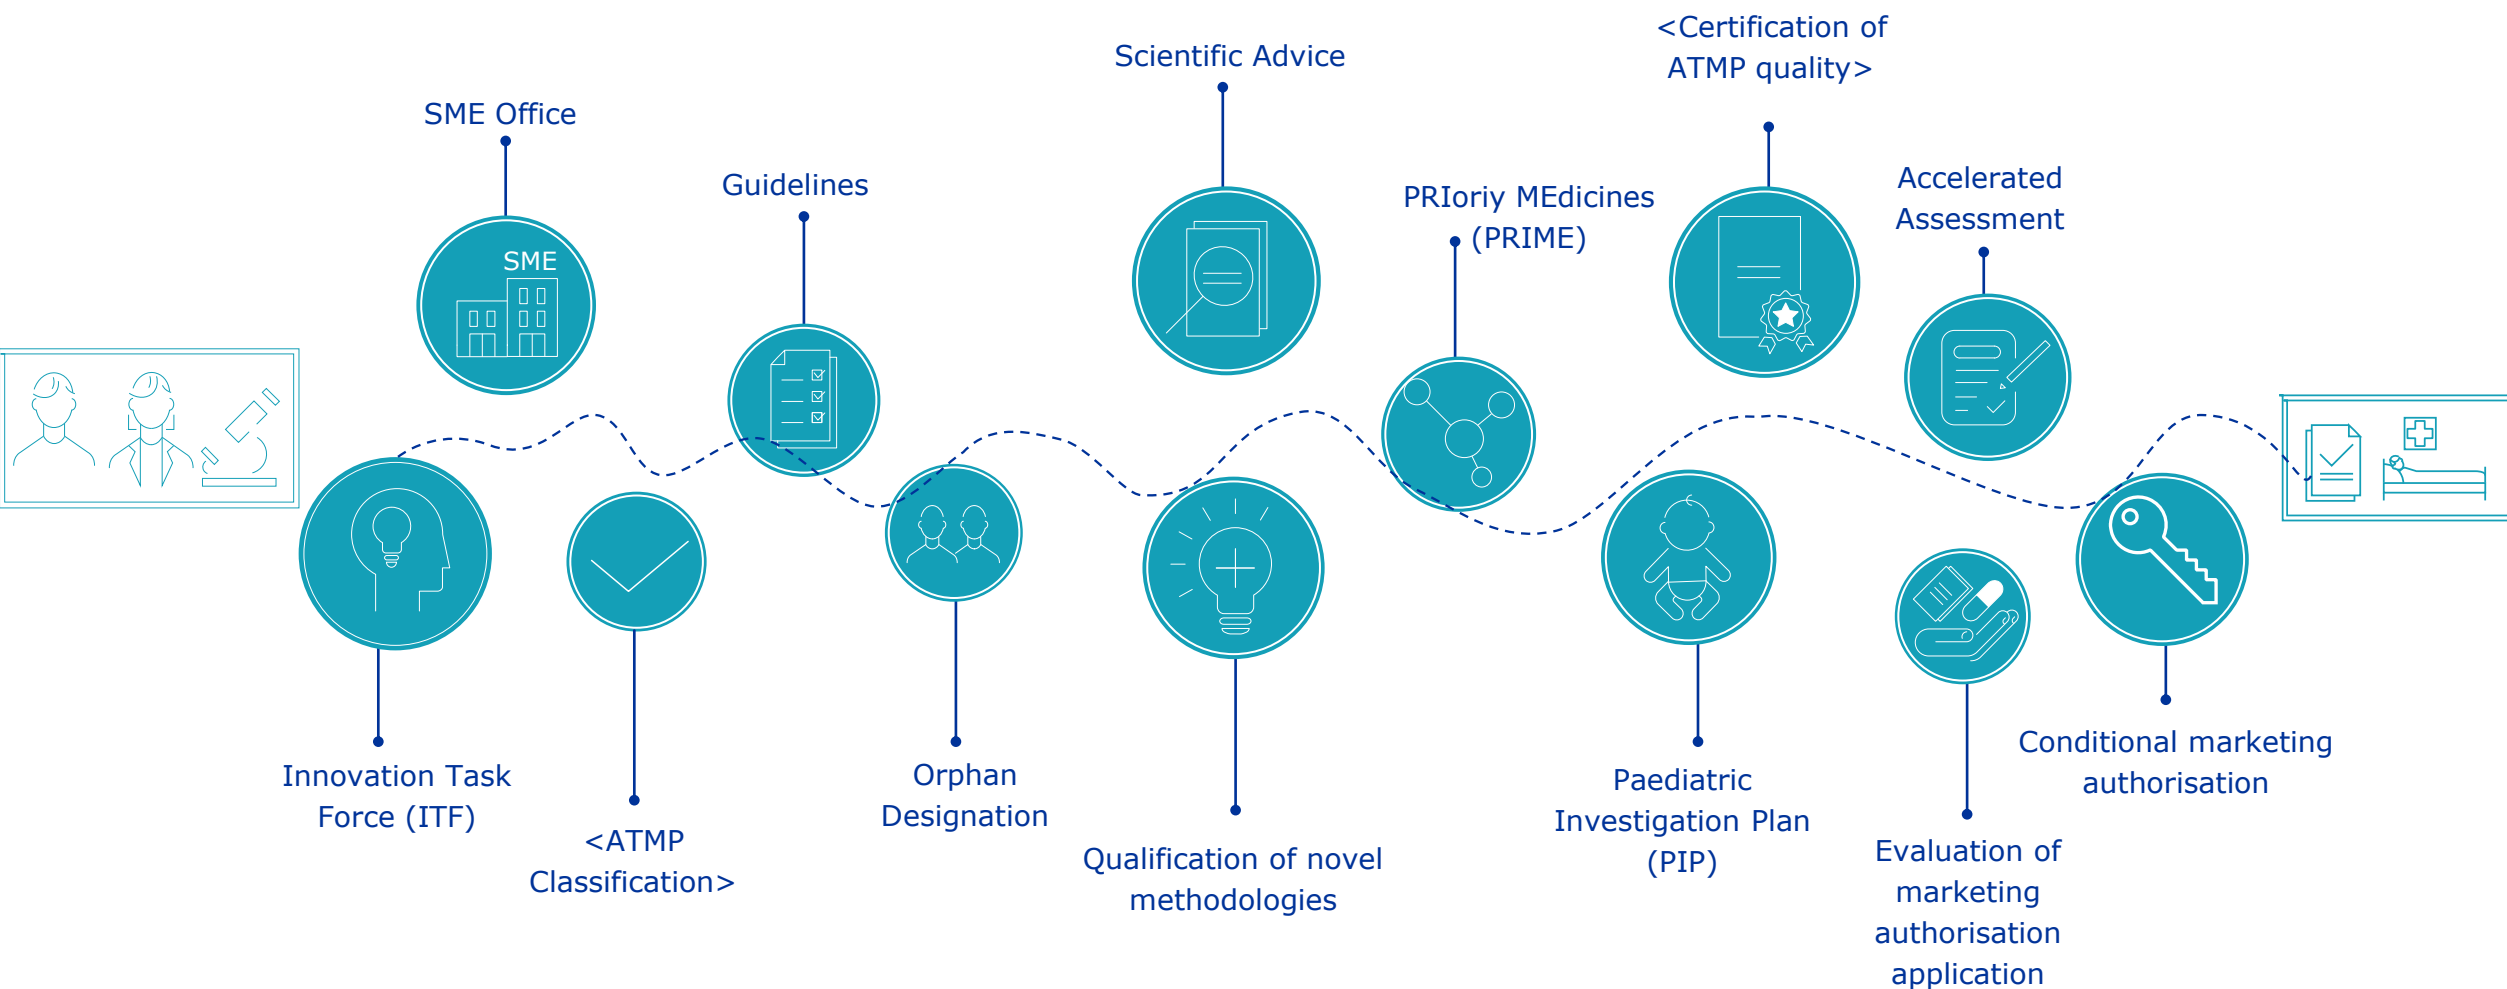 <Certification of
ATMP quality>
Scientific Advice
SME Office
Guidelines
PRIoriy MEdicines
(PRIME)
Accelerated
Assessment
SME
Innovation Task
Force (ITF)
<ATMP
Classification>
Orphan
Designation
Qualification of novel
methodologies
Paediatric
Investigation Plan
(PIP)
Evaluation of
marketing
authorisation
application
Conditional marketing
authorisation